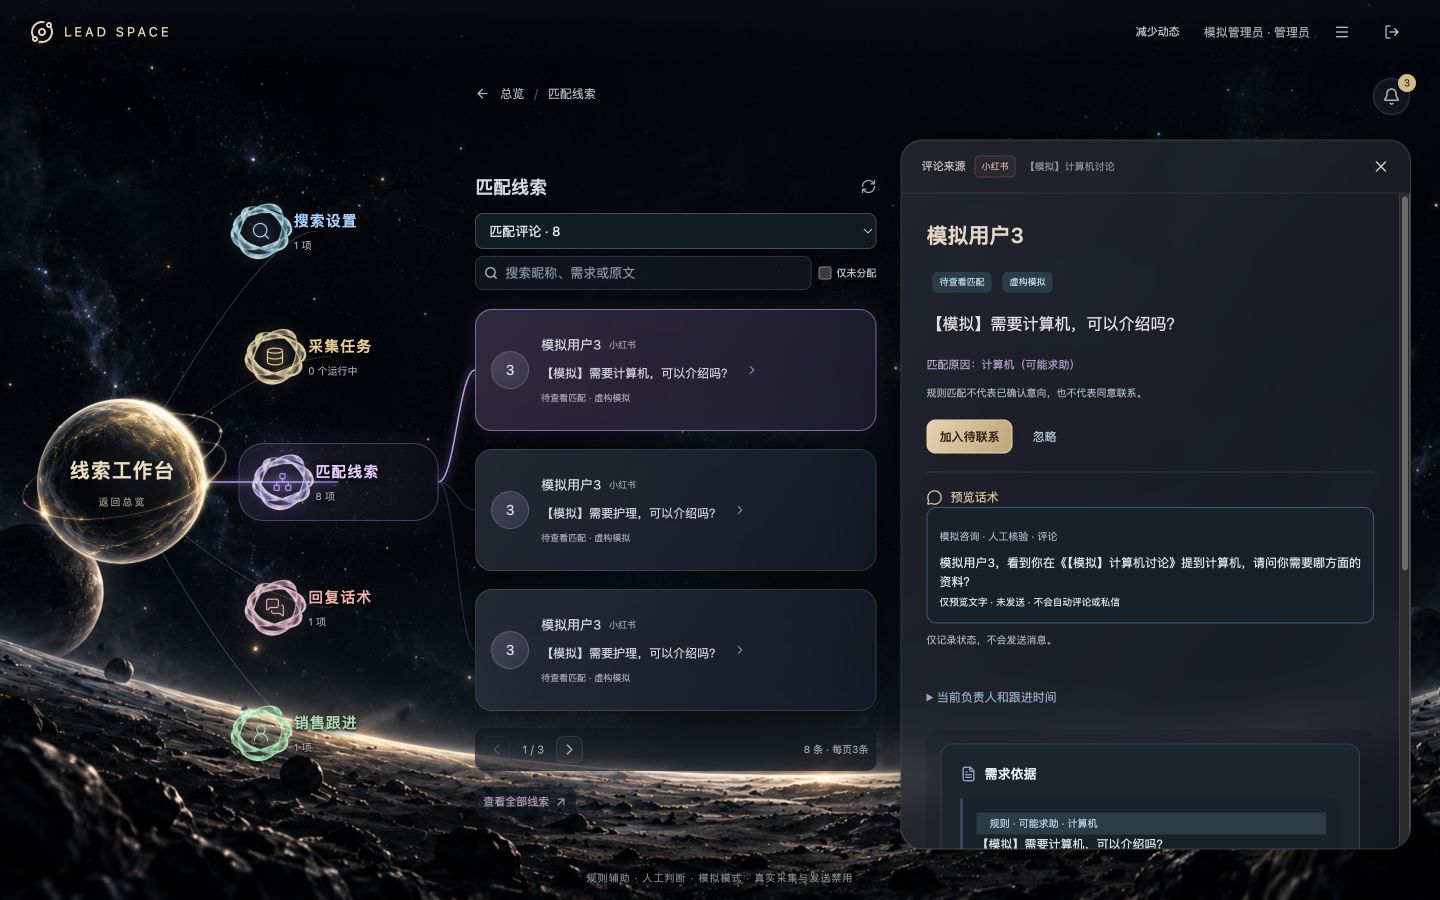 LEAD SPACE
减少动态
模拟管理员 · 管理员
3
总览 / 匹配线索
匹配线索
匹配评论 · 8
搜索昵称、需求或原文
仅未分配
搜索设置
1 项
采集任务
0 个运行中
线索工作台
返回总览
匹配线索
8 项
回复话术
1 项
销售跟进
1 项
3
模拟用户3 小红书
【模拟】需要计算机，可以介绍吗？
待查看匹配 · 虚构模拟
3
模拟用户3 小红书
【模拟】需要护理，可以介绍吗？
待查看匹配 · 虚构模拟
3
模拟用户3 小红书
【模拟】需要护理，可以介绍吗？
待查看匹配 · 虚构模拟
1 / 3
8 条 · 每页3条
查看全部线索
评论来源 小红书 【模拟】计算机讨论
模拟用户3
待查看匹配 虚构模拟
【模拟】需要计算机，可以介绍吗？
匹配原因：计算机（可能求助）
规则匹配不代表已确认意向，也不代表同意联系。
加入待联系 忽略
预览话术
模拟咨询 · 人工核验 · 评论
模拟用户3，看到你在《【模拟】计算机讨论》提到计算机，请问你需要哪方面的
资料？
仅预览文字 · 未发送 · 不会自动评论或私信
仅记录状态，不会发送消息。
当前负责人和跟进时间
需求依据
规则 · 可能求助 · 计算机
【模拟】需要计算机，可以介绍吗？
规则辅助 · 人工判断 · 模拟模式 · 真实采集与发送禁用